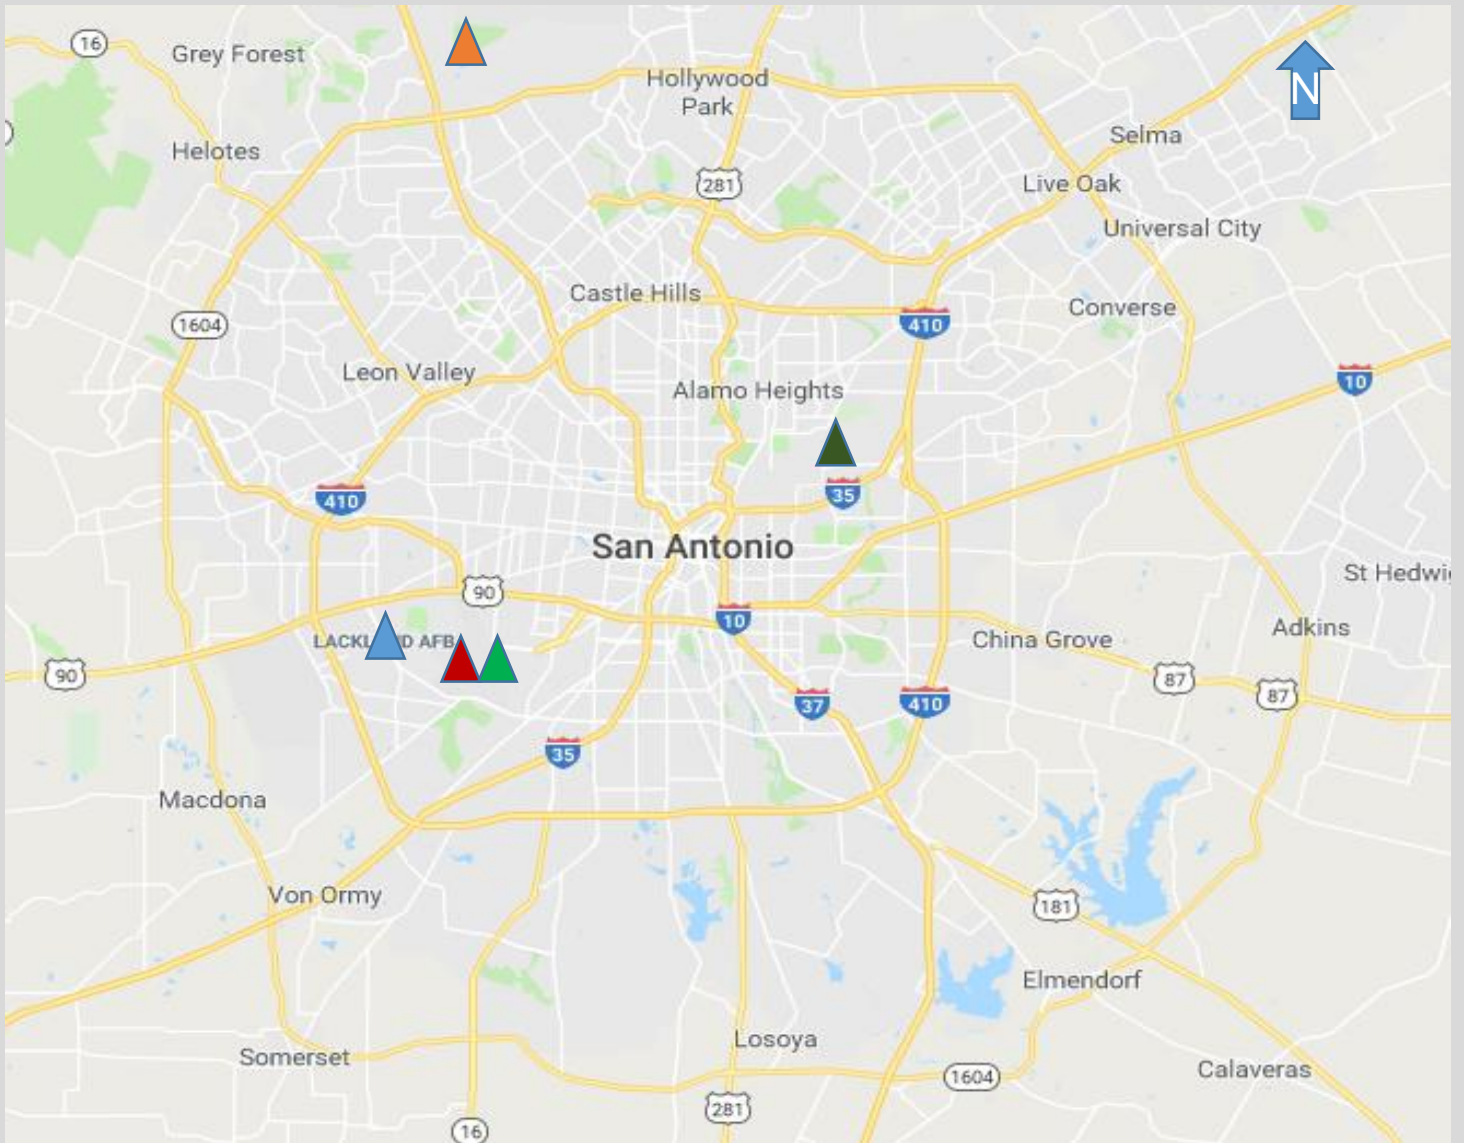 16
Grey Forest
N
Hollywood
Park
Selma
Helotes
281
Live Oak
Universal City
Castle Hills
Converse
1604
410
Leon Valley
Alamo Heights
10
410
35
San Antonio
St Hedwi
90
10
Adkins
LACKL ND AFB
China Grove
90
87
87
37
410
35
Macdona
Von Ormy
181
Elmendorf
Losoya
Somerset
Calaveras
1604
281
16